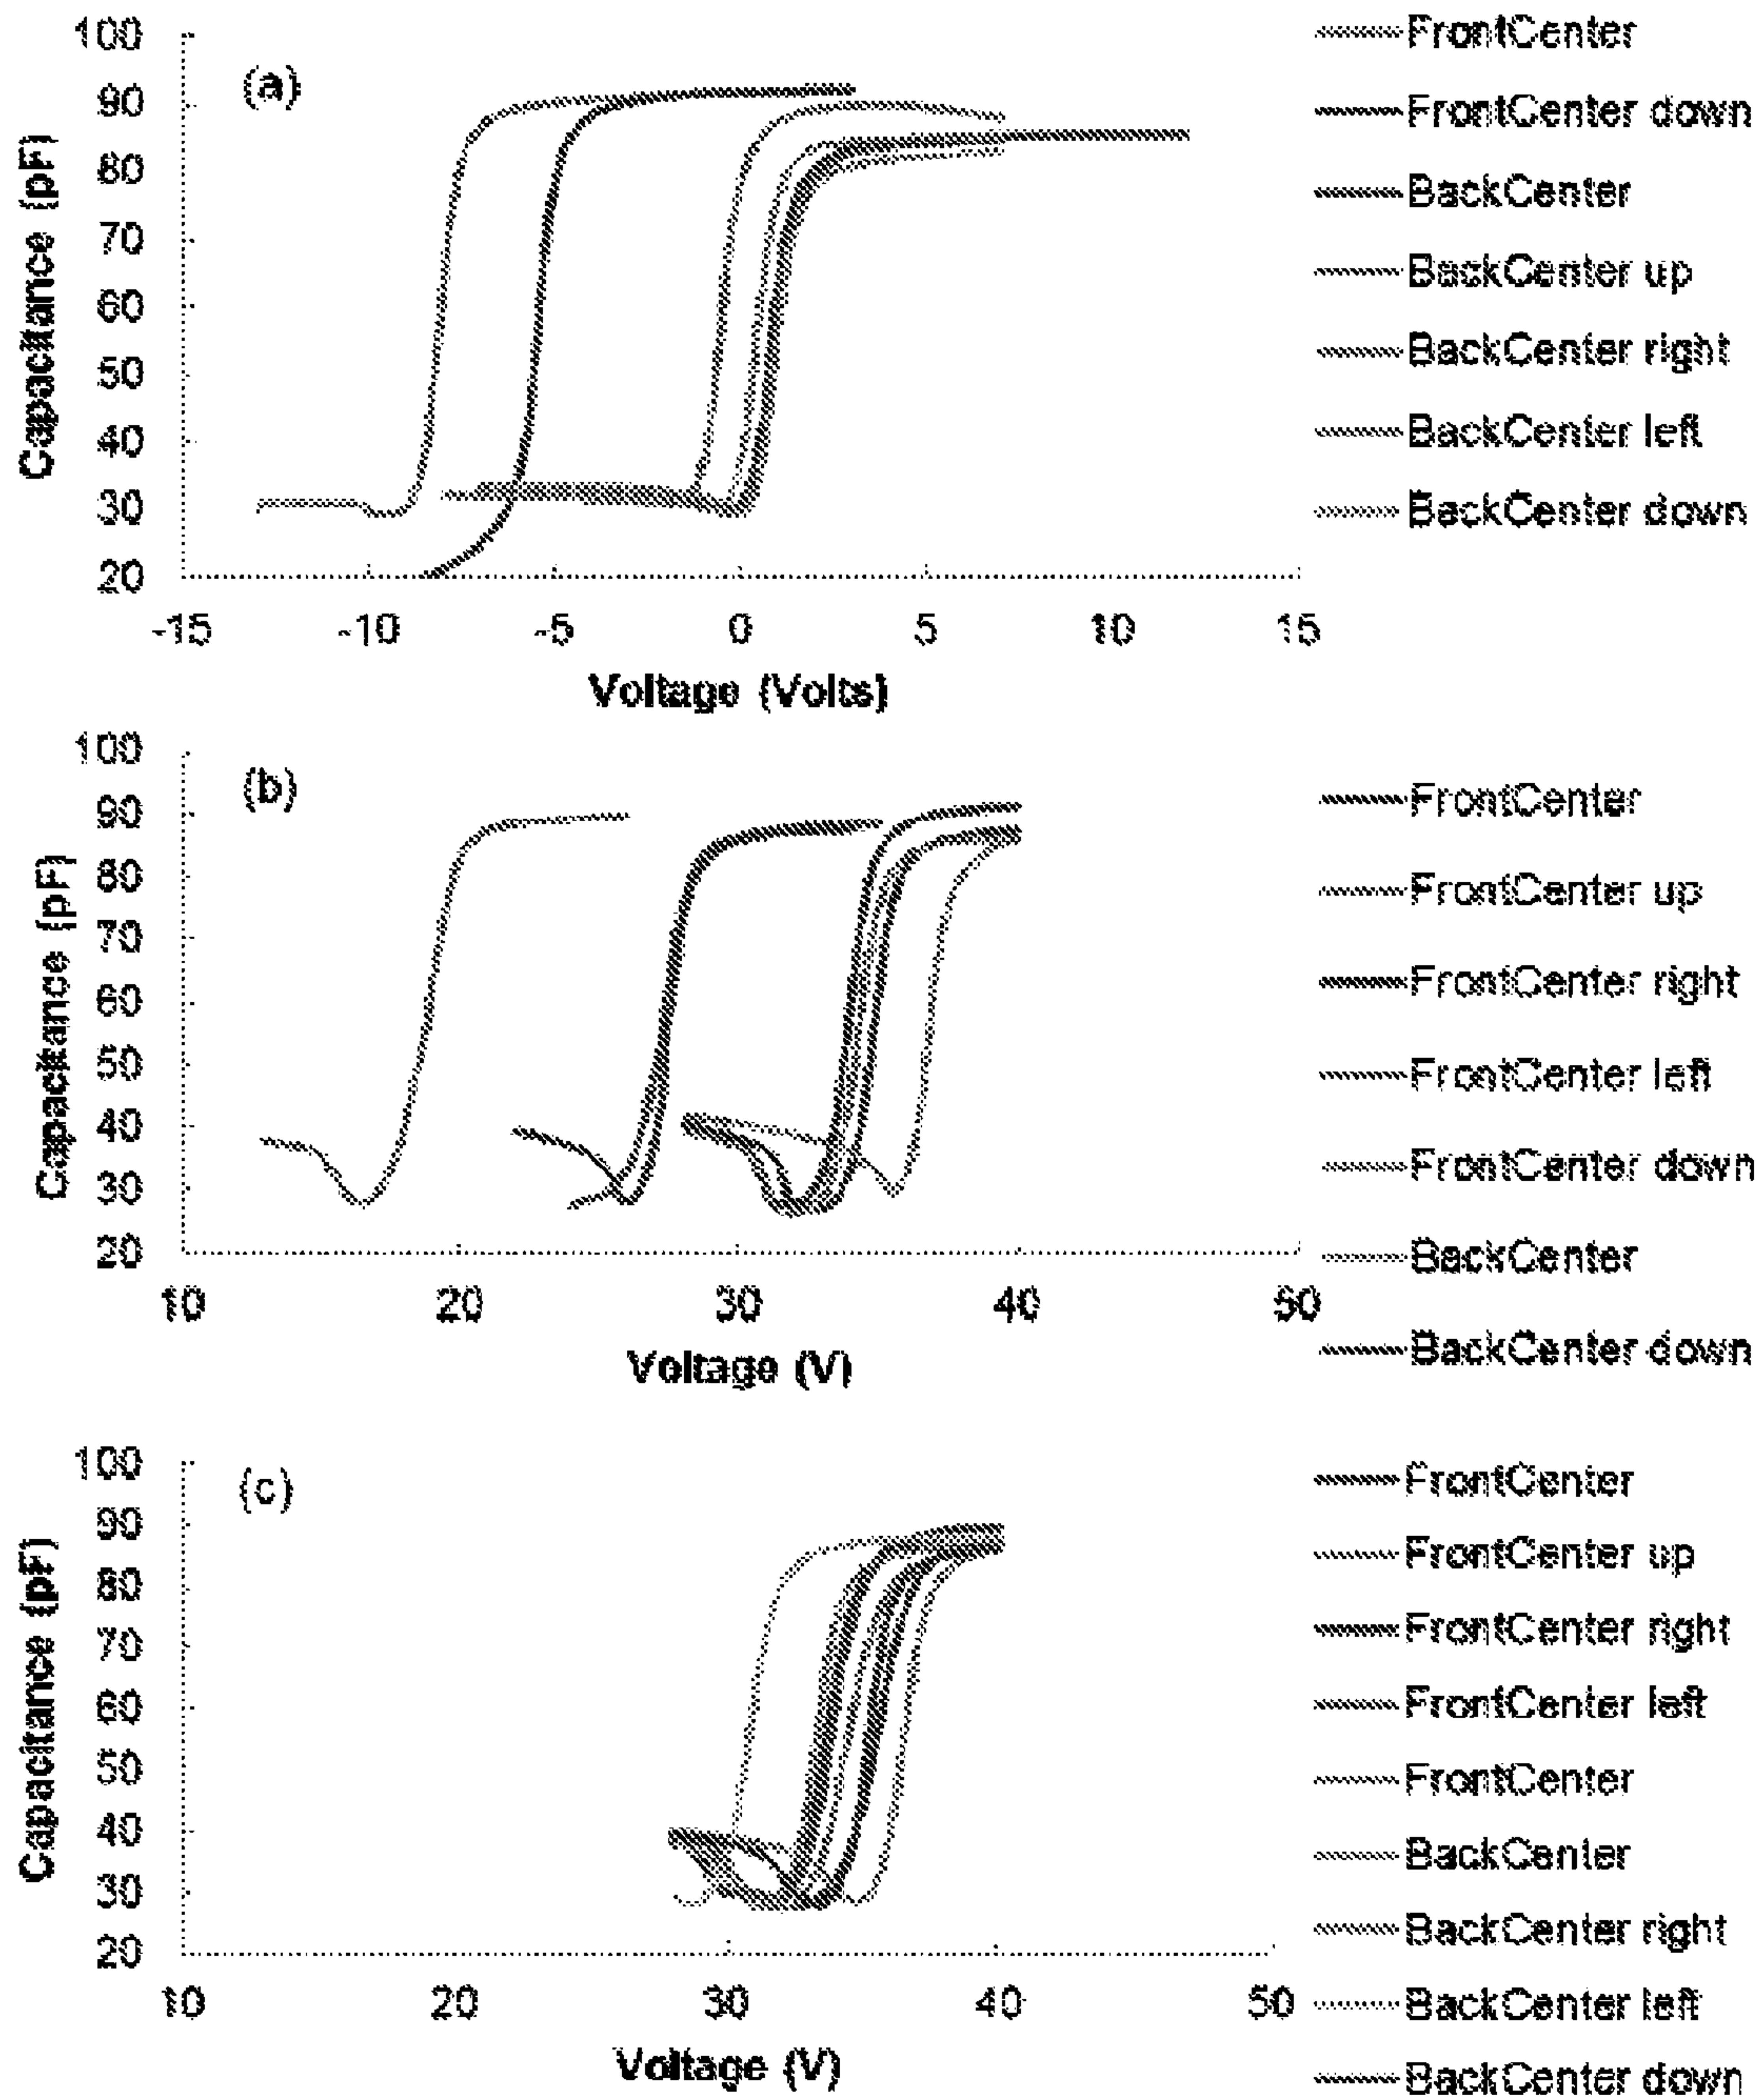 (a)
Capacitance (pF)
100
90
80
70
60
50
40
30
20
-15 -10 -5 0 5 10 15
Voltage (Volts)
FrontCenter
FrontCenter down
BackCenter
BackCenter up
BackCenter right
BackCenter left
BackCenter down
(b)
Capacitance (pF)
100
90
80
70
60
50
40
30
20
10 20 30 40 50
Voltage (V)
FrontCenter
FrontCenter up
FrontCenter right
FrontCenter left
FrontCenter down
BackCenter
BackCenter down
(c)
Capacitance (pF)
100
90
80
70
60
50
40
30
20
10 20 30 40 50
Voltage (V)
FrontCenter
FrontCenter up
FrontCenter right
FrontCenter left
FrontCenter
BackCenter
BackCenter right
BackCenter left
BackCenter down